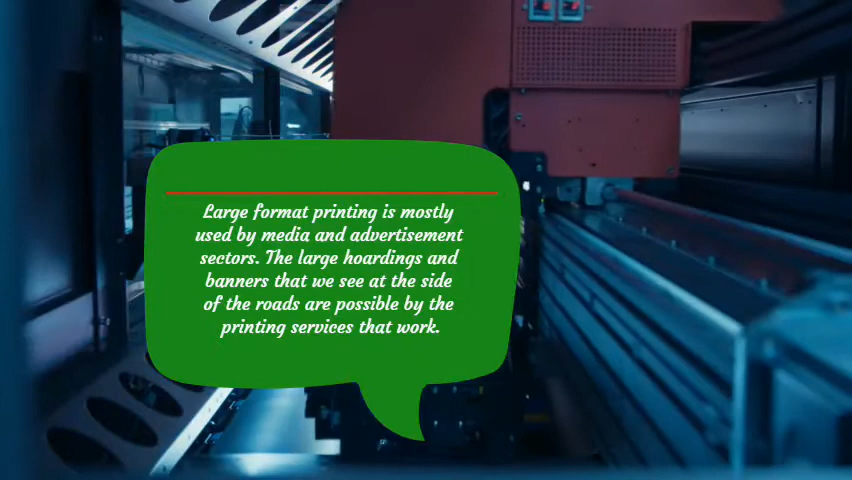 Large format printing is mostly
used by media and advertisement
sectors. The large hoardings and
banners that we see at the side
of the roads are possible by the
printing services that work.